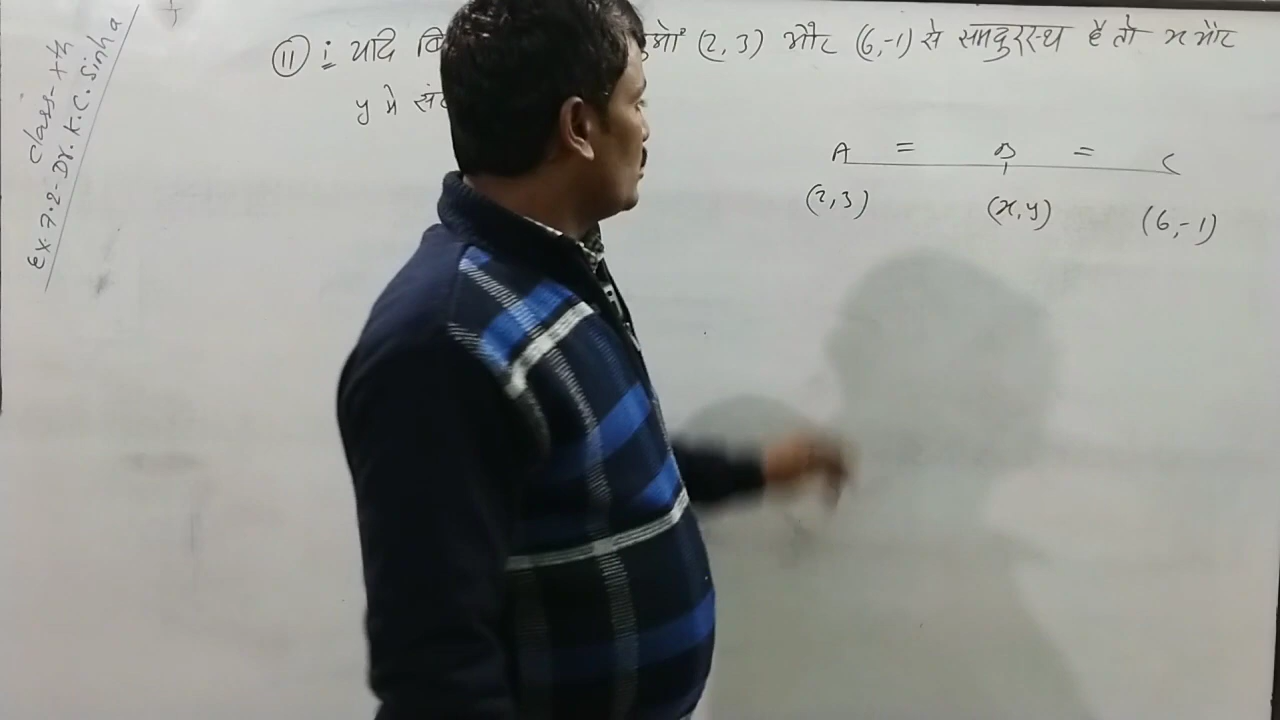 Class-Xth
Ex-7.2-Dr. K.C. Sinha
(11) : यदि (2,3) और (6,-1) से समदुरस्थ हैं तो x और
y मे
A = B = C
(2,3) (x,y) (6,-1)